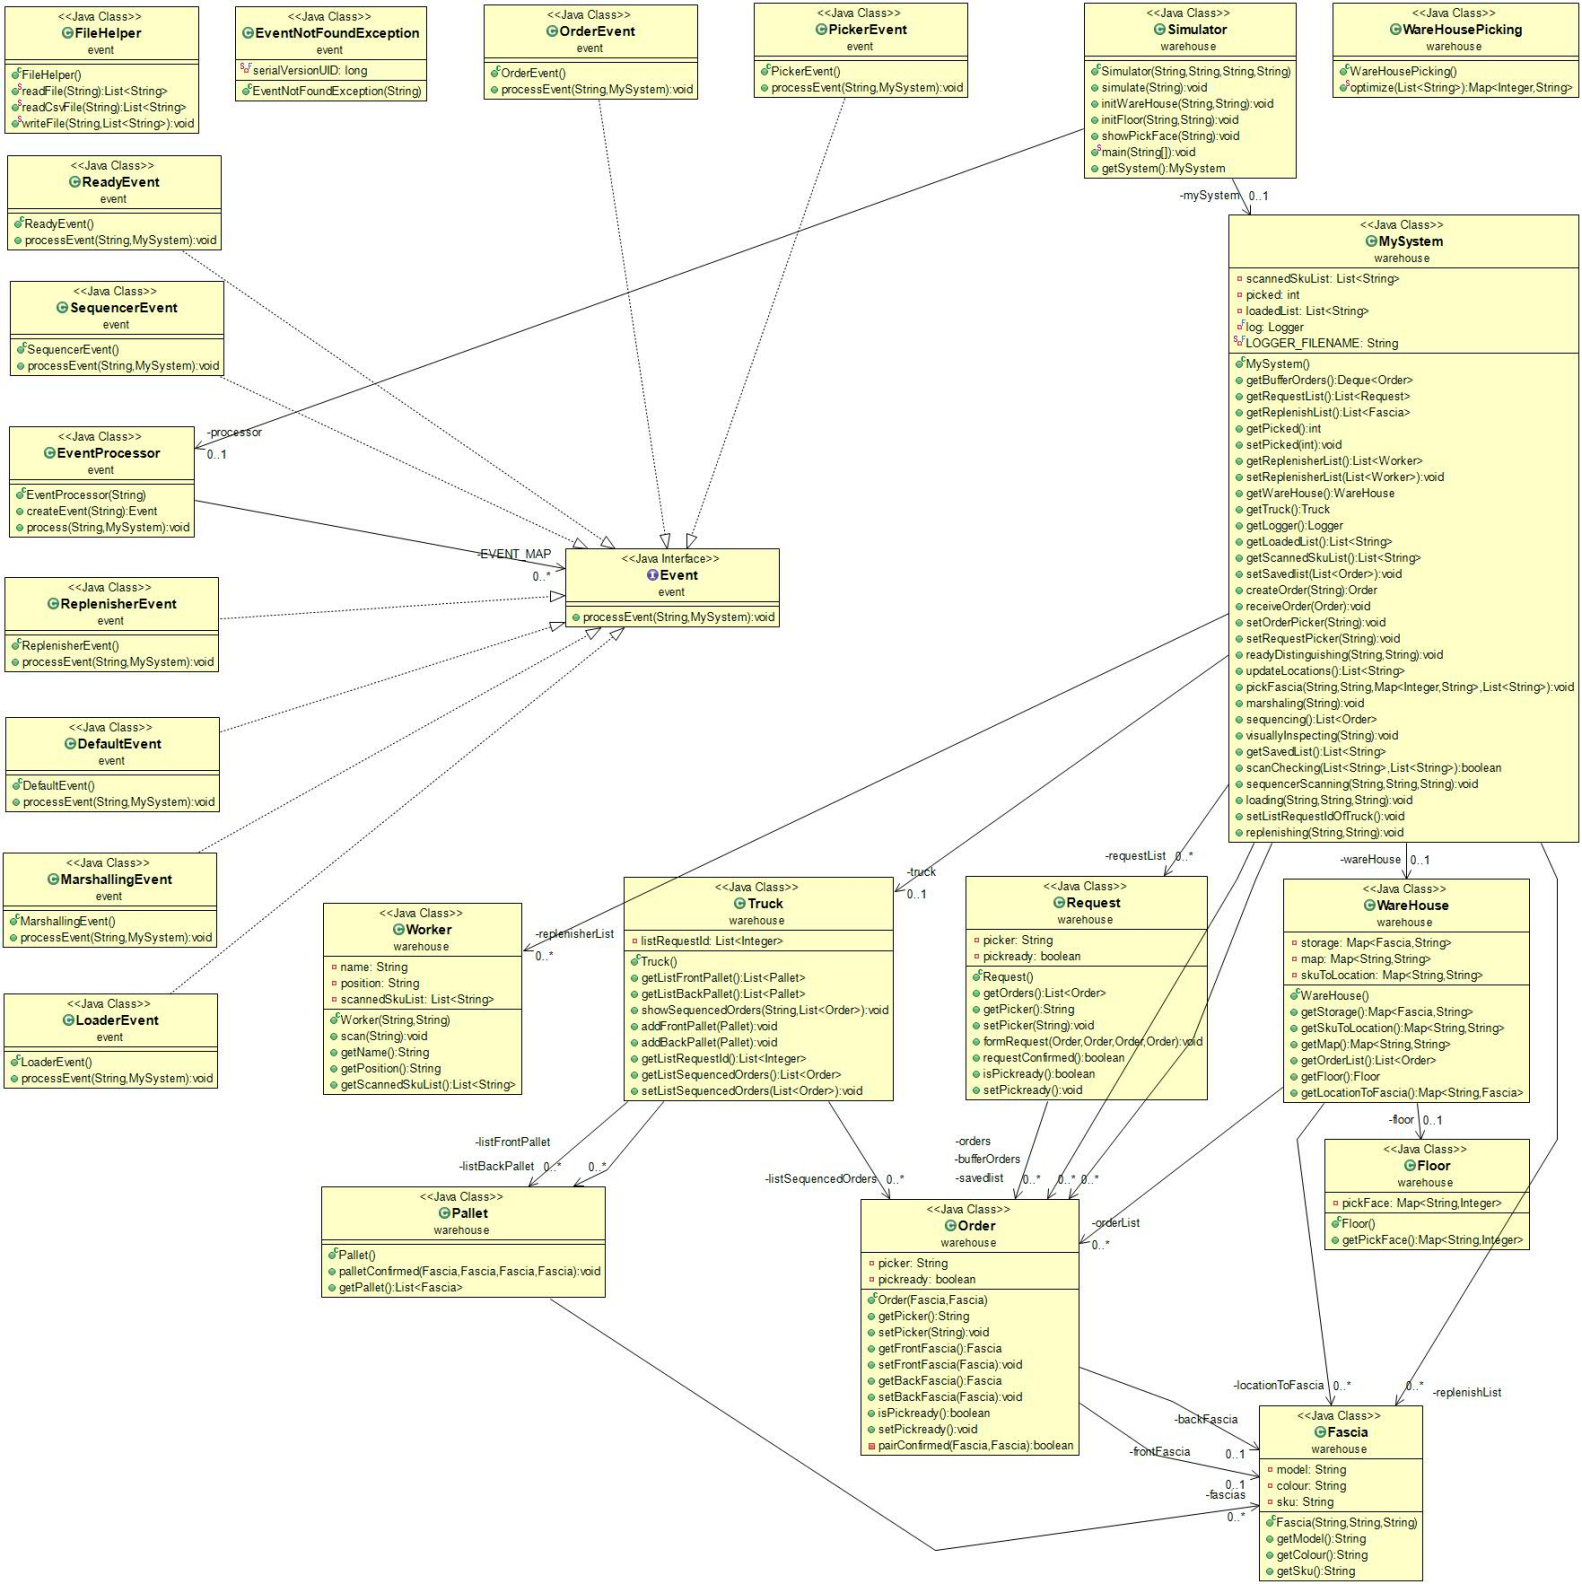 <<Java Class>>
FileHelper
event
FileHelper()
readFile(String):List<String>
readCsvFile(String):List<String>
writeFile(String,List<String>):void
<<Java Class>>
EventNotFoundException
event
serialVersionUID: long
EventNotFoundException(String)
<<Java Class>>
OrderEvent
event
OrderEvent()
processEvent(String,MySystem):void
<<Java Class>>
PickerEvent
event
PickerEvent()
processEvent(String,MySystem):void
<<Java Class>>
Simulator
warehouse
Simulator(String,String,String,String)
simulate(String):void
initWareHouse(String,String):void
initFloor(String,String):void
showPickFace(String):void
main(String[]):void
getSystem():MySystem
<<Java Class>>
WareHousePicking
warehouse
WareHousePicking()
optimize(List<String>):Map<Integer,String>
<<Java Class>>
ReadyEvent
event
ReadyEvent()
processEvent(String,MySystem):void
-mySystem 0..1
<<Java Class>>
MySystem
warehouse
scannedSkuList: List<String>
picked: int
loadedList: List<String>
log: Logger
LOGGER_FILENAME: String
MySystem()
getBufferOrders():Deque<Order>
getRequestList():List<Request>
getReplenishList():List<Fascia>
getPicked():int
setPicked(int):void
getReplenisherList():List<Worker>
setReplenisherList(List<Worker>):void
getWareHouse():WareHouse
getTruck():Truck
getLogger():Logger
getLoadedList():List<String>
getScannedSkuList():List<String>
setSavedlist(List<Order>):void
createOrder(String):Order
receiveOrder(Order):void
setOrderPicker(String):void
setRequestPicker(String):void
readyDistinguishing(String,String):void
updateLocations():List<String>
pickFascia(String,String,Map<Integer,String>,List<String>):void
marshaling(String):void
sequencing():List<Order>
visuallyInspecting(String):void
getSavedList():List<String>
scanChecking(List<String>,List<String>):boolean
sequencerScanning(String,String,String):void
loading(String,String,String):void
setListRequestIdOfTruck():void
replenishing(String,String):void
<<Java Class>>
SequencerEvent
event
SequencerEvent()
processEvent(String,MySystem):void
<<Java Class>>
EventProcessor
event
EventProcessor(String)
createEvent(String):Event
process(String,MySystem):void
-processor
0..1
-EVENT_MAP
0..*
<<Java Interface>>
Event
event
processEvent(String,MySystem):void
<<Java Class>>
ReplenisherEvent
event
ReplenisherEvent()
processEvent(String,MySystem):void
<<Java Class>>
DefaultEvent
event
DefaultEvent()
processEvent(String,MySystem):void
<<Java Class>>
MarshallingEvent
event
MarshallingEvent()
processEvent(String,MySystem):void
<<Java Class>>
LoaderEvent
event
LoaderEvent()
processEvent(String,MySystem):void
<<Java Class>>
Worker
warehouse
name: String
position: String
scannedSkuList: List<String>
Worker(String,String)
scan(String):void
getName():String
getPosition():String
getScannedSkuList():List<String>
-replenisherList
0..*
<<Java Class>>
Truck
warehouse
listRequestId: List<Integer>
Truck()
getListFrontPallet():List<Pallet>
getListBackPallet():List<Pallet>
showSequencedOrders(String,List<Order>):void
addFrontPallet(Pallet):void
addBackPallet(Pallet):void
getListRequestId():List<Integer>
getListSequencedOrders():List<Order>
setListSequencedOrders(List<Order>):void
-truck
0..1
-requestList 0..*
<<Java Class>>
Request
warehouse
picker: String
pickready: boolean
Request()
getOrders():List<Order>
getPicker():String
setPicker(String):void
formRequest(Order,Order,Order,Order):void
requestConfirmed():boolean
isPickready():boolean
setPickready():void
-wareHouse 0..1
<<Java Class>>
WareHouse
warehouse
storage: Map<Fascia,String>
map: Map<String,String>
skuToLocation: Map<String,String>
WareHouse()
getStorage():Map<Fascia,String>
getSkuToLocation():Map<String,String>
getMap():Map<String,String>
getOrderList():List<Order>
getFloor():Floor
getLocationToFascia():Map<String,Fascia>
-floor 0..1
<<Java Class>>
Floor
warehouse
pickFace: Map<String,Integer>
Floor()
getPickFace():Map<String,Integer>
-listFrontPallet
-listBackPallet 0..* 0..*
<<Java Class>>
Pallet
warehouse
Pallet()
palletConfirmed(Fascia,Fascia,Fascia,Fascia):void
getPallet():List<Fascia>
-listSequencedOrders 0..*
-orders
-bufferOrders
-savedlist 0..* 0..* 0..*
<<Java Class>>
Order
warehouse
picker: String
pickready: boolean
Order(Fascia,Fascia)
getPicker():String
setPicker(String):void
getFrontFascia():Fascia
setFrontFascia(Fascia):void
getBackFascia():Fascia
setBackFascia(Fascia):void
isPickready():boolean
setPickready():void
pairConfirmed(Fascia,Fascia):boolean
-orderList
0..*
-locationToFascia 0..*
0..* -replenishList
-backFascia
0..1
-frontFascia
0..1
-fascias
0..*
<<Java Class>>
Fascia
warehouse
model: String
colour: String
sku: String
Fascia(String,String,String)
getModel():String
getColour():String
getSku():String